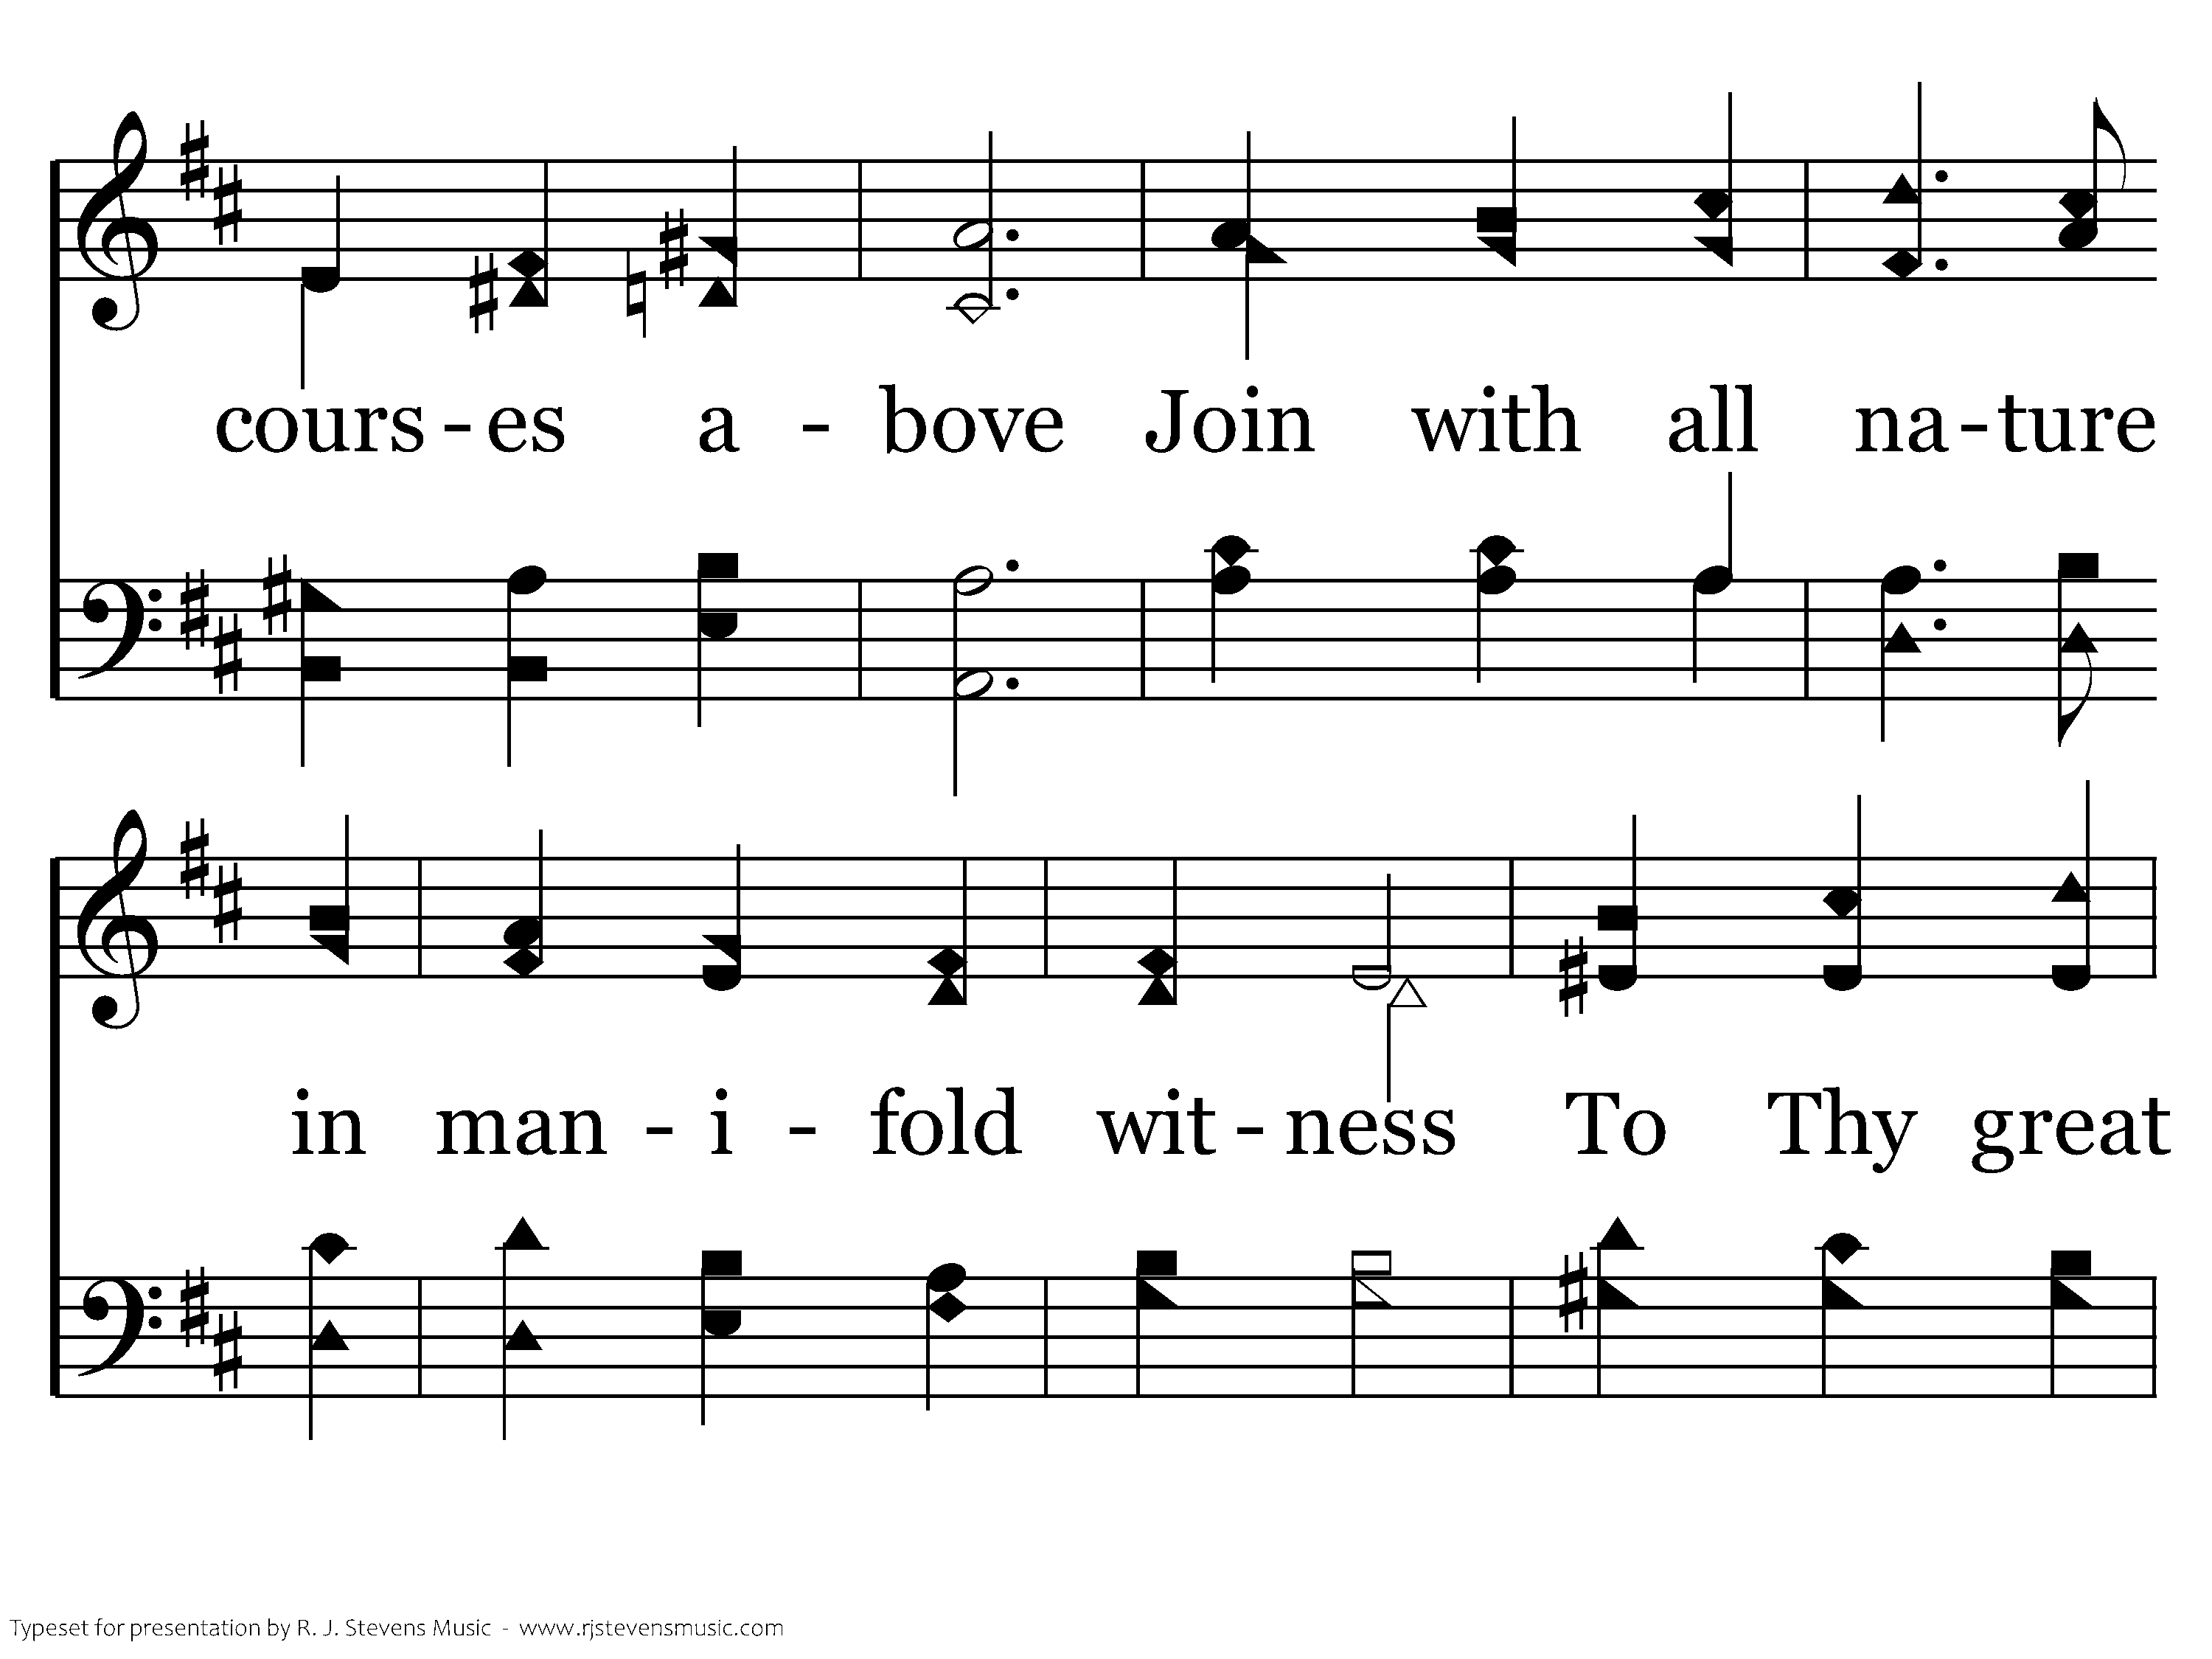 cours - es a - bove Join with all na - ture
in man - i - fold wit - ness To Thy great
Typeset for presentation by R. J. Stevens Music - www.rjstevensmusic.com